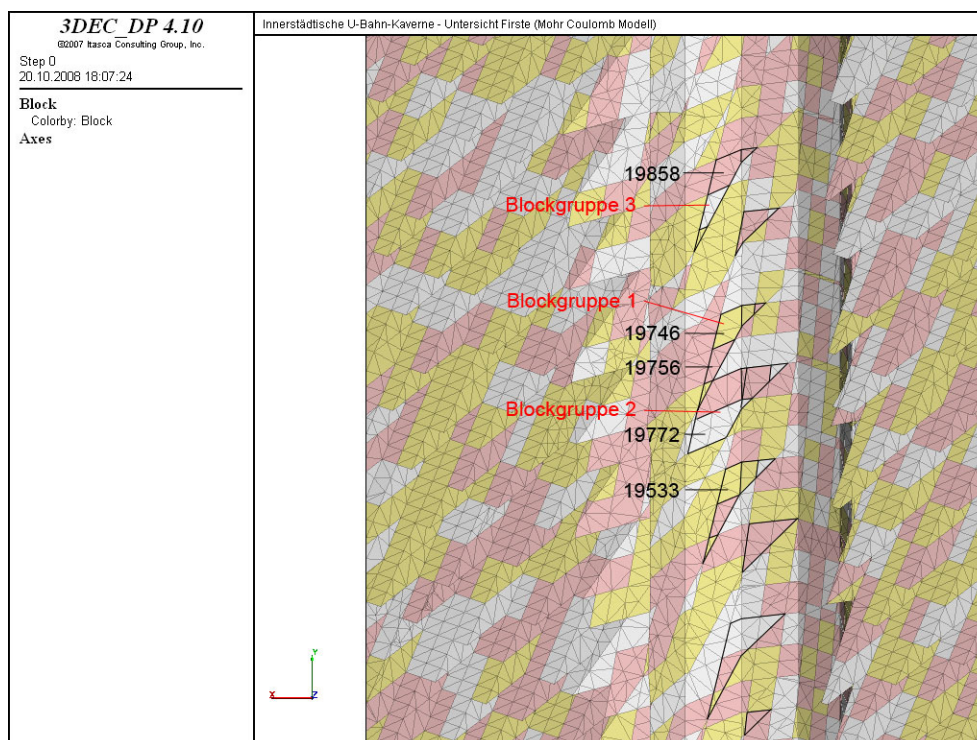 3DEC_DP 4.10
©2007 Itasca Consulting Group, Inc.
Step 0
20.10.2008 18:07:24
Block
Colorby: Block
Axes
Innerstädtische U-Bahn-Kaverne - Untersicht Firste (Mohr Coulomb Modell)
19858
Blockgruppe 3
Blockgruppe 1
19746
19756
Blockgruppe 2
19772
19533
Y
X
Z